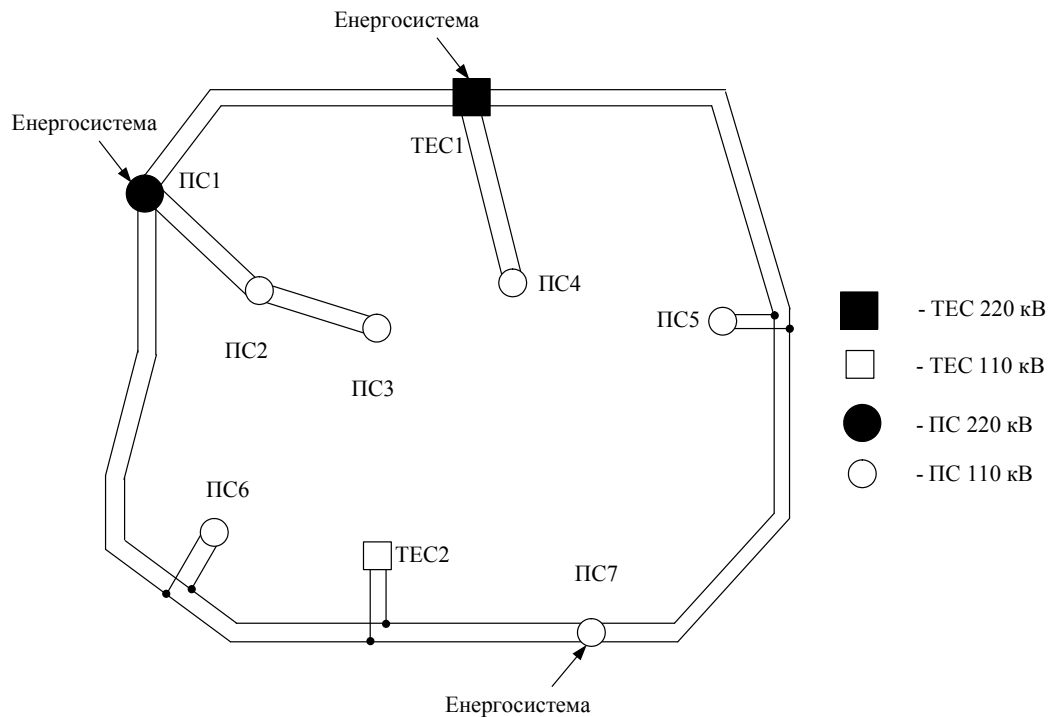 Енергосистема
Енергосистема
ТЕС1
ПС1
ПС4
ПС5
ПС2
ПС3
ПС6
ТЕС2
ПС7
Енергосистема
- ТЕС 220 кВ
- ТЕС 110 кВ
- ПС 220 кВ
- ПС 110 кВ